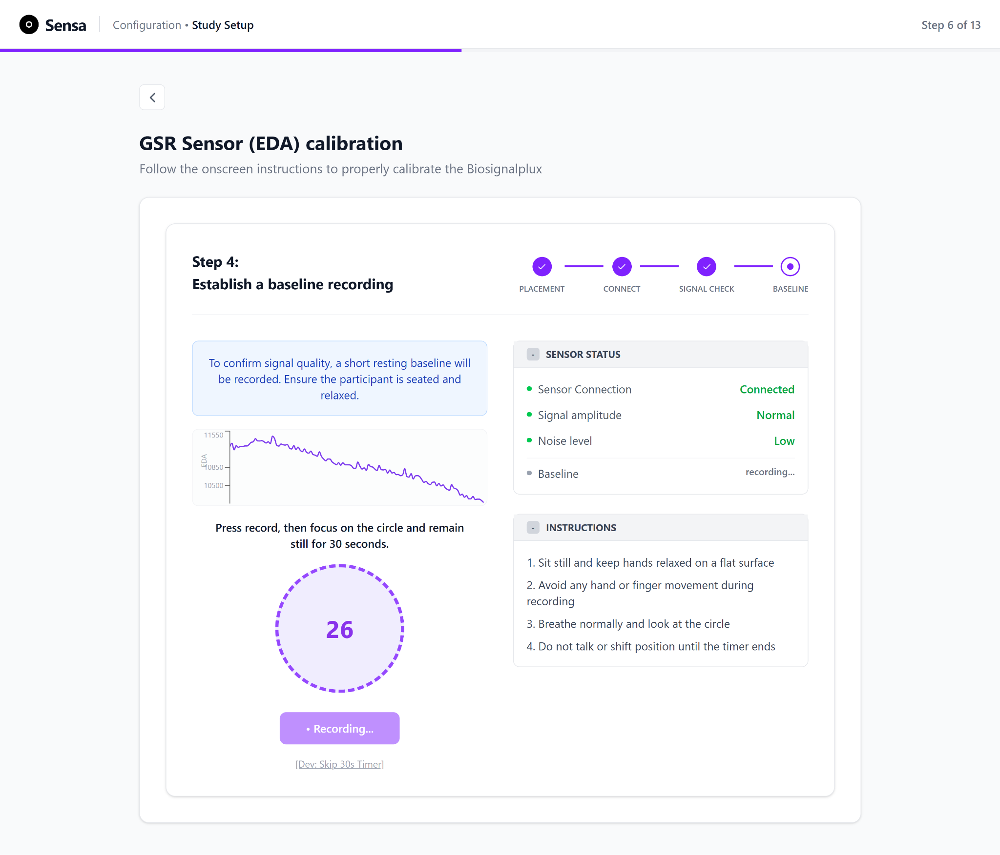 Sensa
Configuration • Study Setup
Step 6 of 13
GSR Sensor (EDA) calibration
Follow the onscreen instructions to properly calibrate the Biosignalplux
Step 4:
Establish a baseline recording
PLACEMENT
CONNECT
SIGNAL CHECK
BASELINE
To confirm signal quality, a short resting baseline will
be recorded. Ensure the participant is seated and
relaxed.
11550
EDA
10850
10500
Press record, then focus on the circle and remain
still for 30 seconds.
26
• Recording...
[Dev: Skip 30s Timer]
- SENSOR STATUS
Sensor Connection Connected
Signal amplitude Normal
Noise level Low
Baseline recording...
- INSTRUCTIONS
1. Sit still and keep hands relaxed on a flat surface
2. Avoid any hand or finger movement during
recording
3. Breathe normally and look at the circle
4. Do not talk or shift position until the timer ends